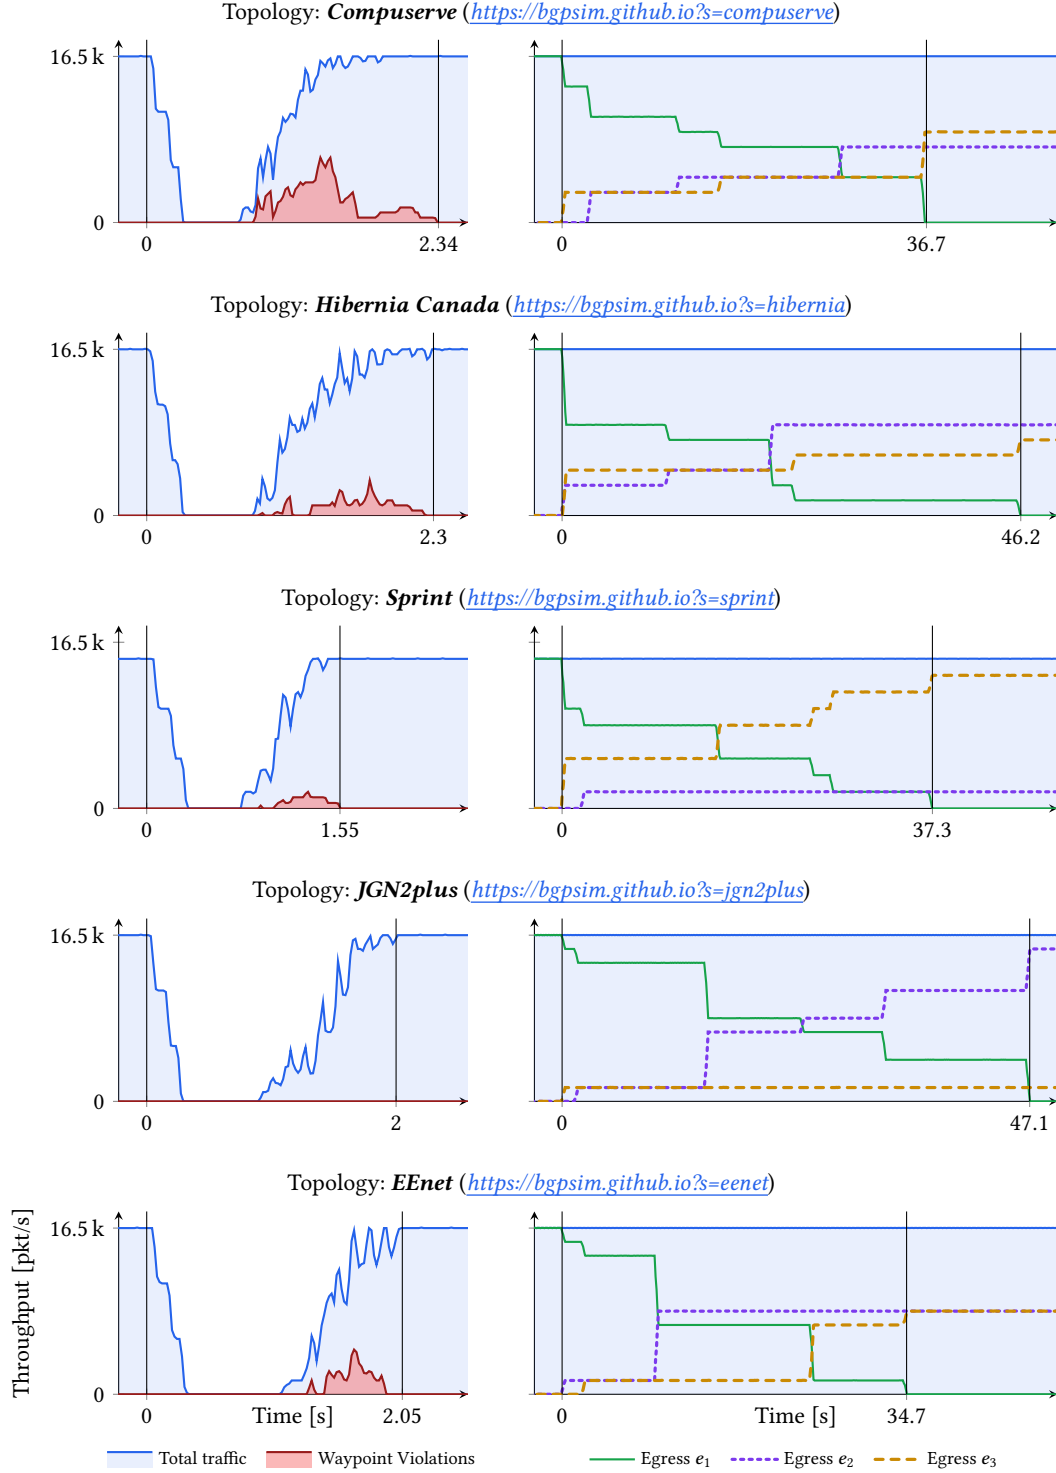 Topology: Compuserve (https://bgpsim.github.io?s=compuserve)
16.5 k
0
0
2.34
0
36.7
Topology: Hibernia Canada (https://bgpsim.github.io?s=hibernia)
16.5 k
0
0
2.3
0
46.2
Topology: Sprint (https://bgpsim.github.io?s=sprint)
16.5 k
0
0
1.55
0
37.3
Topology: JGN2plus (https://bgpsim.github.io?s=jgn2plus)
16.5 k
0
0
2
0
47.1
Topology: EEnet (https://bgpsim.github.io?s=eenet)
Throughput [pkt/s]
16.5 k
0
0
Time [s]
2.05
0
Time [s]
34.7
Total traffic
Waypoint Violations
Egress e₁
Egress e₂
Egress e₃